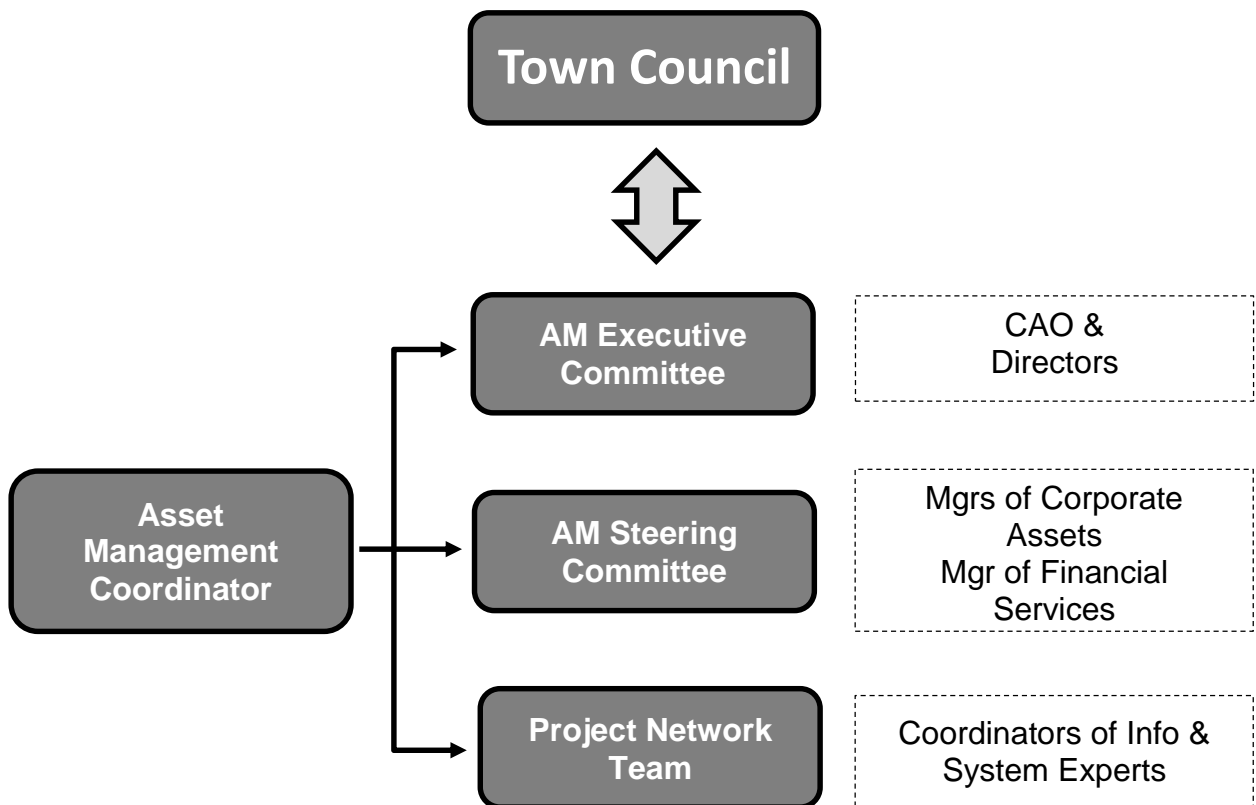 Town Council
AM Executive
Committee
CAO &
Directors
Asset
Management
Coordinator
AM Steering
Committee
Mgrs of Corporate
Assets
Mgr of Financial
Services
Project Network
Team
Coordinators of Info &
System Experts